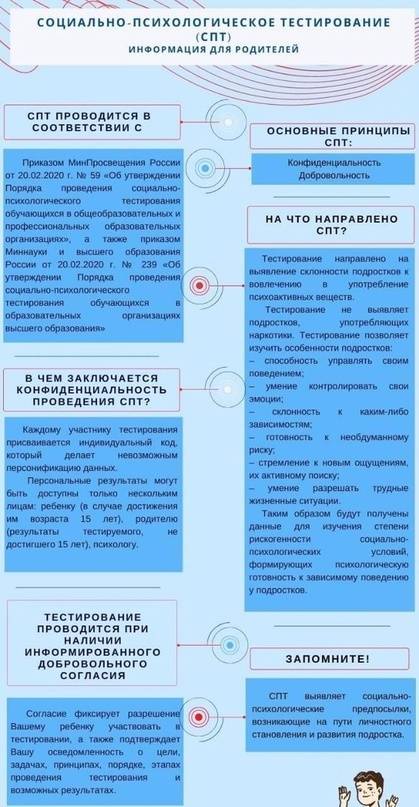 СОЦИАЛЬНО-ПСИХОЛОГИЧЕСКОЕ ТЕСТИРОВАНИЕ
(СПТ)
ИНФОРМАЦИЯ ДЛЯ РОДИТЕЛЕЙ
СПТ ПРОВОДИТСЯ В
СООТВЕТСТВИИ С
Приказом МинПросвещения России
от 20.02.2020 г. № 59 «Об утверждении
Порядка проведения социально-
психологического тестирования
обучающихся в общеобразовательных и
профессиональных образовательных
организациях», а также приказом
Миннауки и высшего образования
России от 20.02.2020 г. № 239 «Об
утверждении Порядка проведения
социально-психологического
тестирования обучающихся в
образовательных организациях
высшего образования»
ОСНОВНЫЕ ПРИНЦИПЫ
СПТ:
Конфиденциальность
Добровольность
НА ЧТО НАПРАВЛЕНО
СПТ?
Тестирование направлено на
выявление склонности подростков к
вовлечению в употребление
психоактивных веществ.
Тестирование не выявляет
подростков, употребляющих
наркотики. Тестирование позволяет
изучить особенности подростков:
– способность управлять своим
поведением;
– умение контролировать свои
эмоции;
– склонность к каким-либо
зависимостям;
– готовность к необдуманному
риску;
– стремление к новым ощущениям,
их активному поиску;
– умение разрешать трудные
жизненные ситуации.
Таким образом будут получены
данные для изучения степени
рискогенности социально-
психологических условий,
формирующих психологическую
готовность к зависимому поведению
у подростков.
В ЧЕМ ЗАКЛЮЧАЕТСЯ
КОНФИДЕНЦИАЛЬНОСТЬ
ПРОВЕДЕНИЯ СПТ?
Каждому участнику тестирования
присваивается индивидуальный код,
который делает невозможным
персонификацию данных.
Персональные результаты могут
быть доступны только нескольким
лицам: ребенку (в случае достижения
им возраста 15 лет), родителю
(результаты тестируемого, не
достигшего 15 лет), психологу.
ТЕСТИРОВАНИЕ
ПРОВОДИТСЯ ПРИ
НАЛИЧИИ
ИНФОРМИРОВАННОГО
ДОБРОВОЛЬНОГО
СОГЛАСИЯ
Согласие фиксирует разрешение
Вашему ребенку участвовать в
тестировании, а также подтверждает
Вашу осведомленность о цели,
задачах, принципах, порядке, этапах
проведения тестирования и
возможных результатах.
ЗАПОМНИТЕ!
СПТ выявляет социально-
психологические предпосылки,
возникающие на пути личностного
становления и развития подростка.